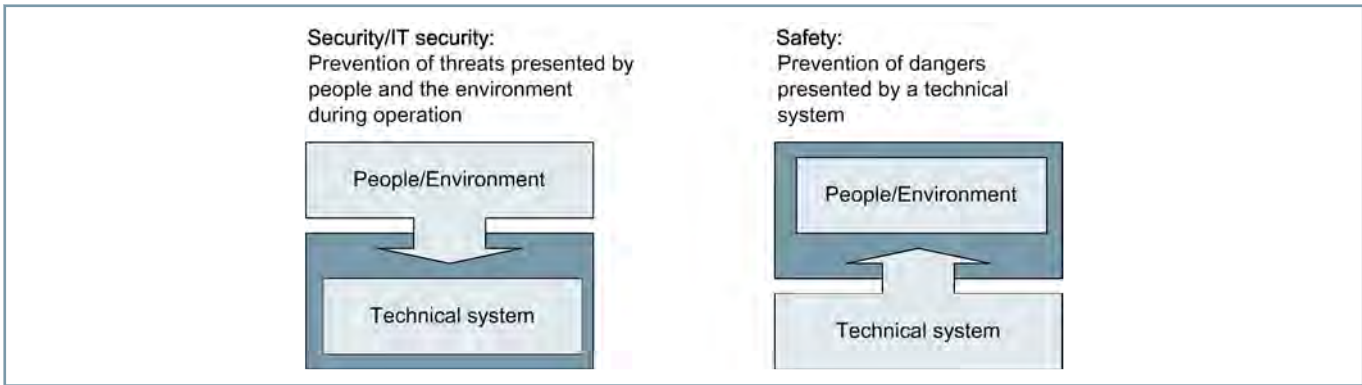 Security/IT security:
Prevention of threats presented by
people and the environment
during operation
People/Environment
Technical system
Safety:
Prevention of dangers
presented by a technical
system
People/Environment
Technical system